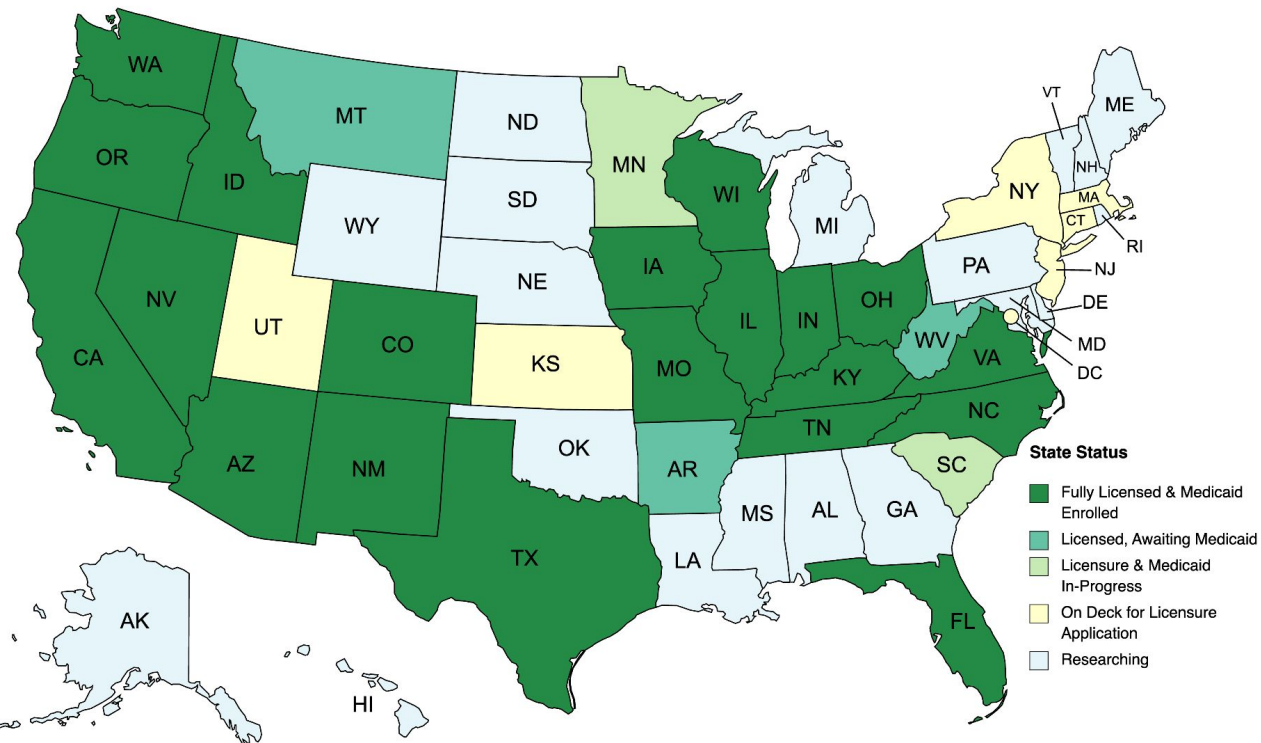 WA
MT
ND
MN
VT
ME
OR
ID
SD
WI
NH
NY
MA
CT
WY
MI
RI
IA
NE
PA
NJ
NV
OH
DE
UT
IL
IN
CO
WV
MD
CA
KS
MO
VA
DC
KY
NC
TN
AZ
NM
OK
AR
SC
MS
AL
GA
TX
LA
AK
FL
HI
State Status
Fully Licensed & Medicaid
Enrolled
Licensed, Awaiting Medicaid
Licensure & Medicaid
In-Progress
On Deck for Licensure
Application
Researching